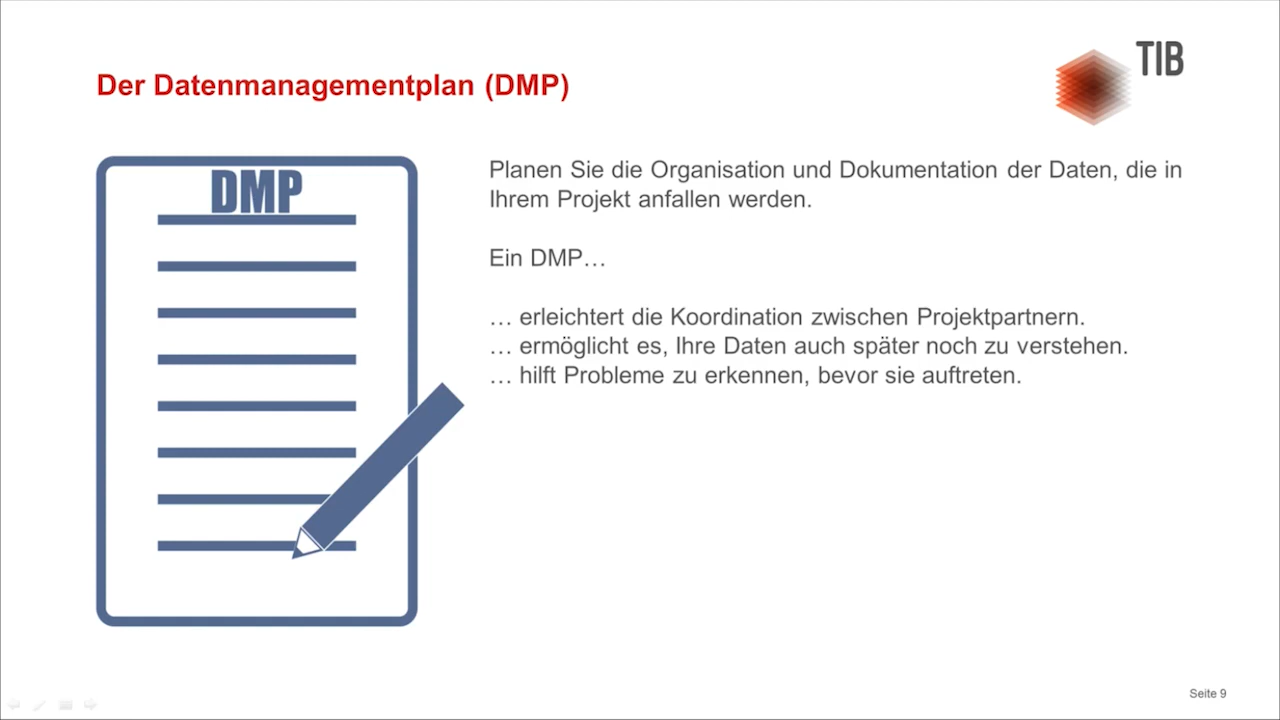 Der Datenmanagementplan (DMP)
TIB
DMP
Planen Sie die Organisation und Dokumentation der Daten, die in
Ihrem Projekt anfallen werden.
Ein DMP…
… erleichtert die Koordination zwischen Projektpartnern.
… ermöglicht es, Ihre Daten auch später noch zu verstehen.
… hilft Probleme zu erkennen, bevor sie auftreten.
Seite 9